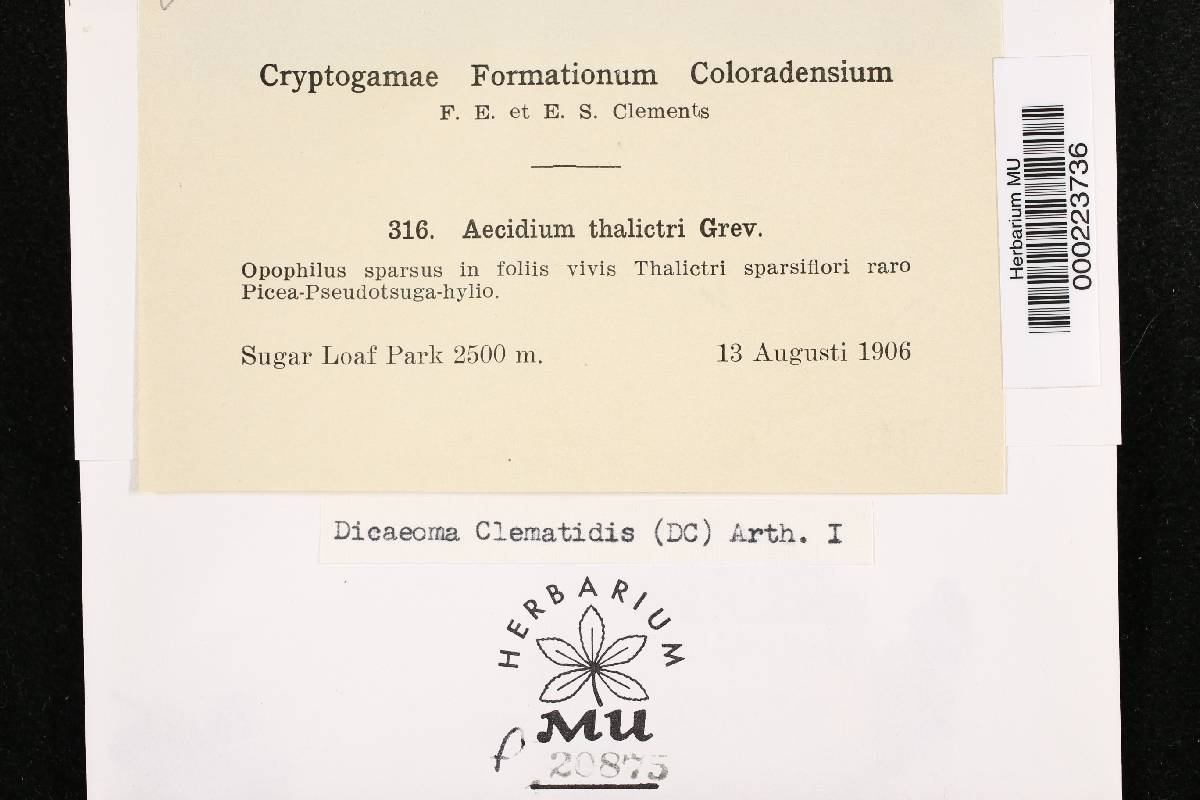 Cryptogamae Formationum Coloradensium
F. E. et E. S. Clements
316. Aecidium thalictri Grev.
Opophilus sparsus in foliis vivis Thalictri sparsiflori raro
Picea-Pseudotsuga-hylio.
Sugar Loaf Park 2500 m. 13 Augusti 1906
Herbarium MU
000223736
Dicaeoma Clematidis (DC) Arth. I
HERBARIUM
MU
f 20875